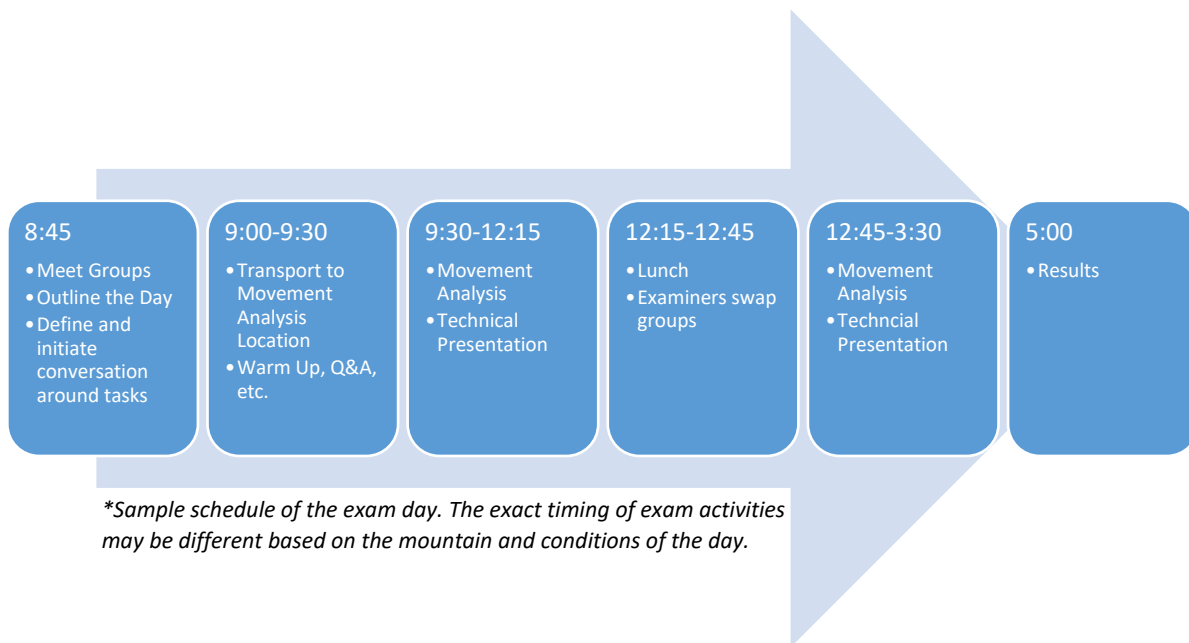 8:45
•Meet Groups
•Outline the Day
•Define and
initiate
conversation
around tasks
9:00-9:30
•Transport to
Movement
Analysis
Location
•Warm Up, Q&A,
etc.
9:30-12:15
•Movement
Analysis
•Technical
Presentation
12:15-12:45
•Lunch
•Examiners swap
groups
12:45-3:30
•Movement
Analysis
•Techncial
Presentation
5:00
•Results
*Sample schedule of the exam day. The exact timing of exam activities
may be different based on the mountain and conditions of the day.